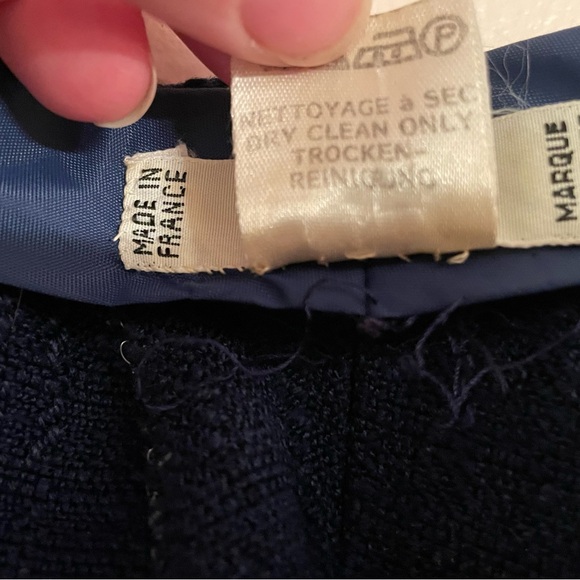 P
NETTOYAGE à SEC
DRY CLEAN ONLY
TROCKEN-
REINIGUNG
MADE IN
FRANCE
MARQUE